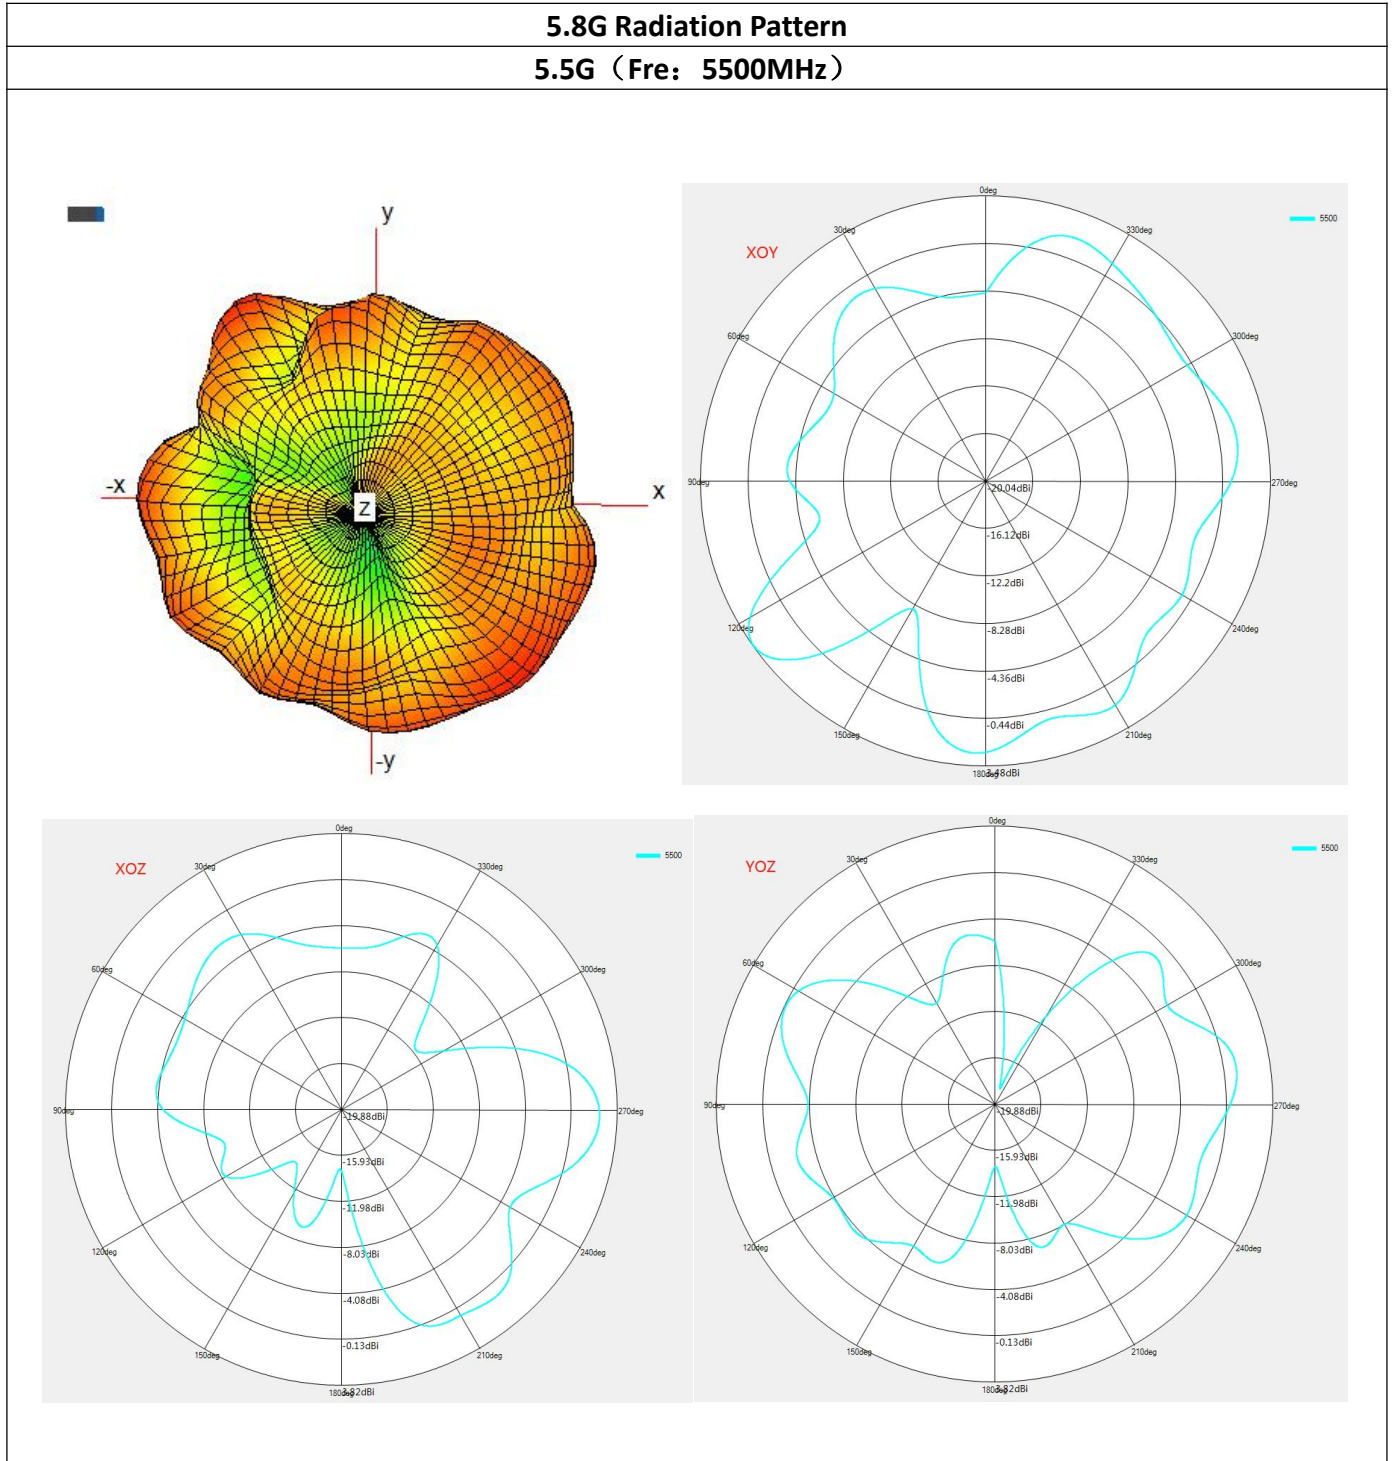 5.8G Radiation Pattern
5.5G（Fre： 5500MHz）
y
-x
x
z
-y
XOY
5500
0deg
30deg
330deg
60deg
300deg
90deg
270deg
120deg
240deg
150deg
210deg
-20.04dBi
-16.12dBi
-12.2dBi
-8.28dBi
-4.36dBi
-0.44dBi
180deg
3.48dBi
XOZ
5500
0deg
30deg
330deg
60deg
300deg
90deg
270deg
120deg
240deg
150deg
210deg
-19.88dBi
-15.93dBi
-11.98dBi
-8.03dBi
-4.08dBi
-0.13dBi
180deg
3.82dBi
YOZ
5500
0deg
30deg
330deg
60deg
300deg
90deg
270deg
120deg
240deg
150deg
210deg
-19.88dBi
-15.93dBi
-11.98dBi
-8.03dBi
-4.08dBi
-0.13dBi
180deg
3.82dBi